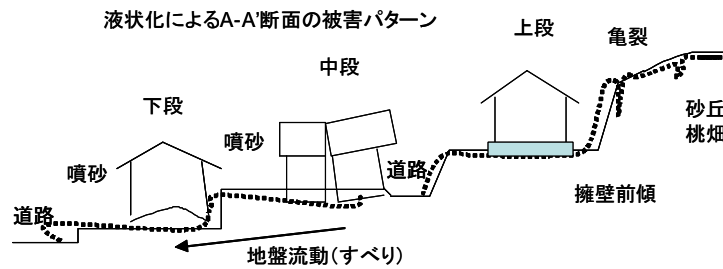 液状化によるA-A’断面の被害パターン
上段
亀裂
中段
下段
噴砂
噴砂
道路
道路
砂丘
桃畑
擁壁前傾
地盤流動(すべり)